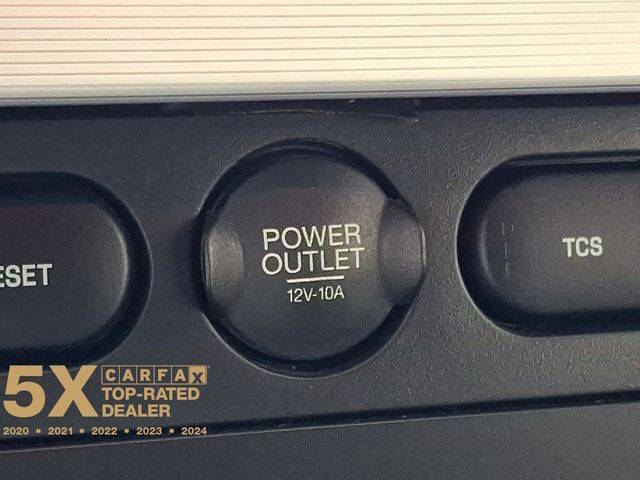 POWER
OUTLET
12V-10A
ESET
TCS
5X CARFAX
TOP-RATED
DEALER
2020 • 2021 • 2022 • 2023 • 2024